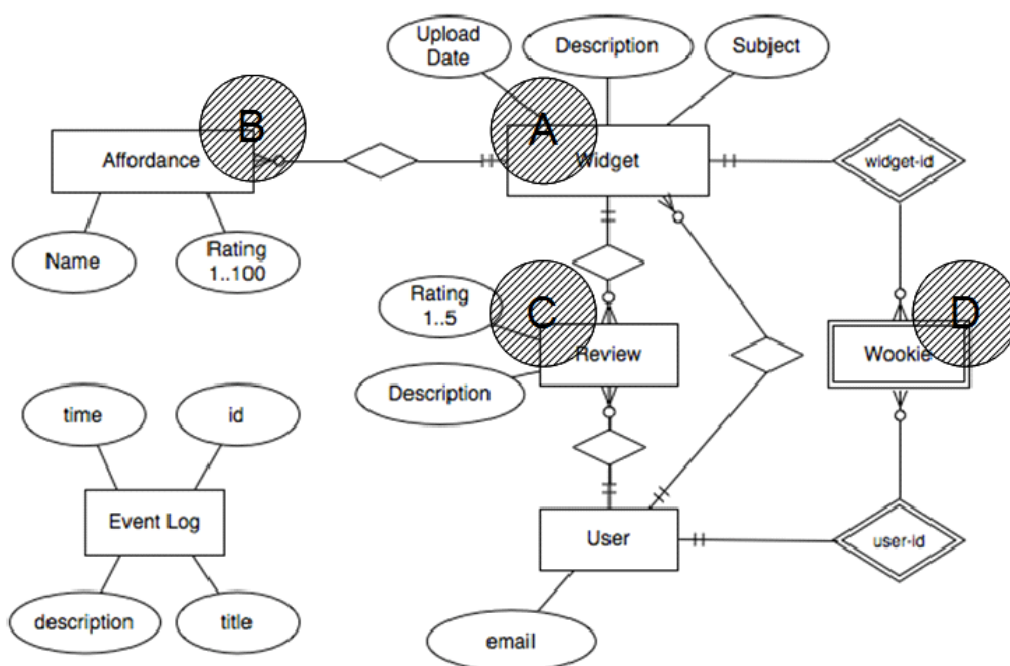 Upload
Date
Description
Subject
B
A
Affordance
Widget
widget-id
Name
Rating
1..100
Rating
1..5
C
D
Review
Wookie
Description
time
id
Event Log
User
user-id
description
title
email